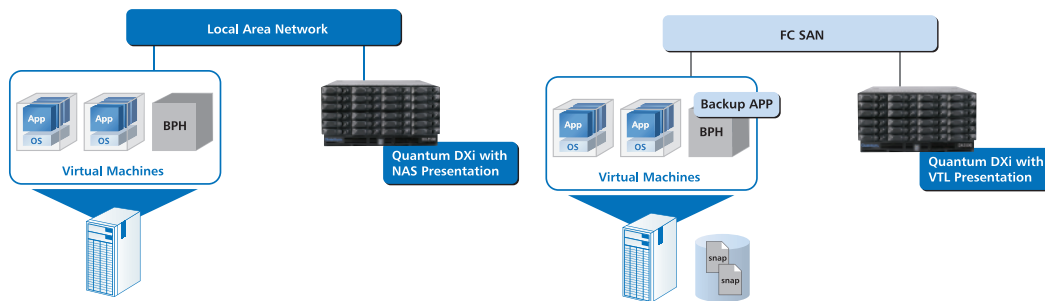 Local Area Network
App
OS
App
OS
BPH
Virtual Machines
Quantum DXi with
NAS Presentation
FC SAN
App
OS
App
OS
Backup APP
BPH
Virtual Machines
snap
snap
Quantum DXi with
VTL Presentation